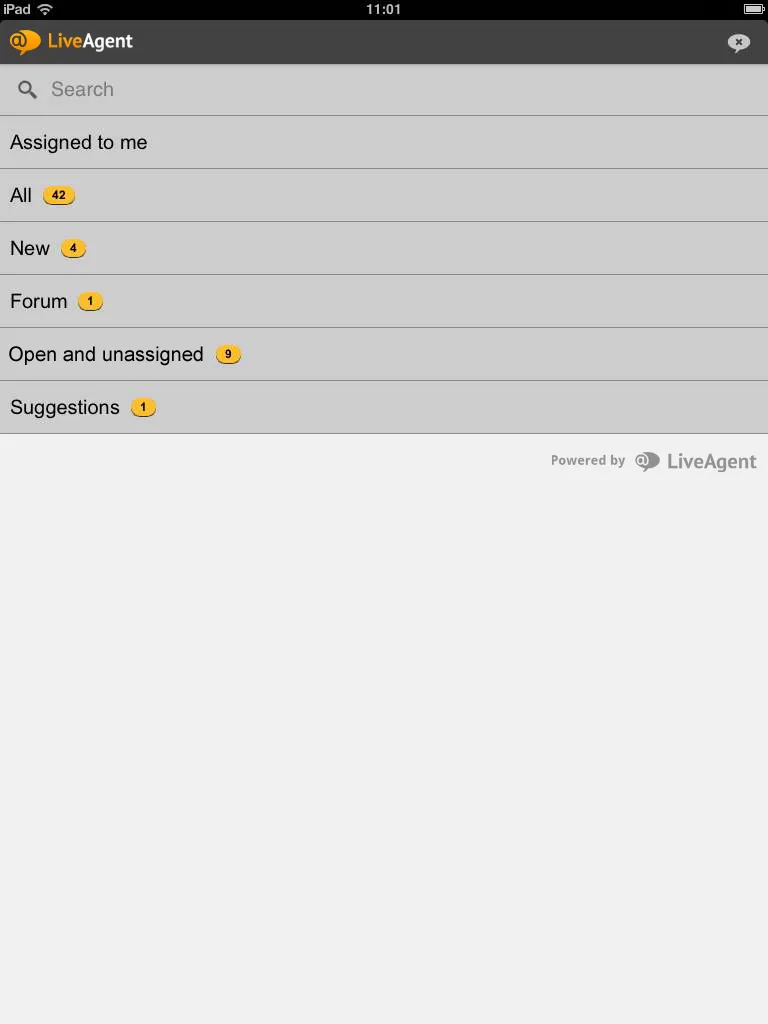 iPad 11:01
LiveAgent
Search
Assigned to me
All 42
New 4
Forum 1
Open and unassigned 9
Suggestions 1
Powered by @ LiveAgent